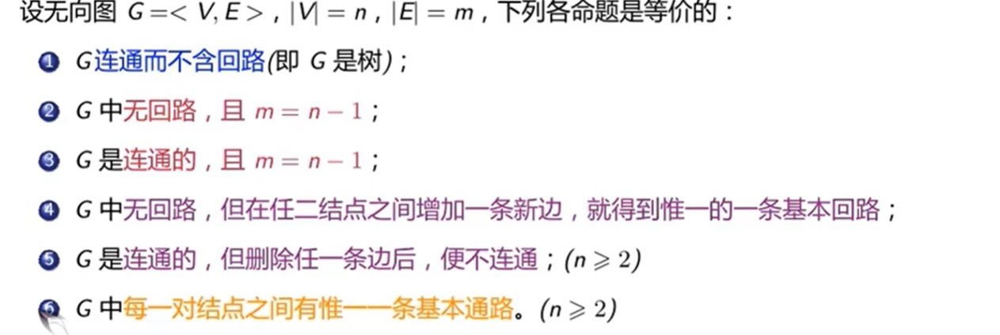 设无向图 G =< V, E > , |V| = n , |E| = m , 下列各命题是等价的：
1 G连通而不含回路(即 G 是树)；
2 G 中无回路 , 且 m = n − 1；
3 G 是连通的 , 且 m = n − 1；
4 G 中无回路 , 但在任二结点之间增加一条新边 , 就得到惟一的一条基本回路；
5 G 是连通的 , 但删除任一条边后 , 便不连通；(n ⩾ 2)
6 G 中每一对结点之间有惟一一条基本通路。(n ⩾ 2)